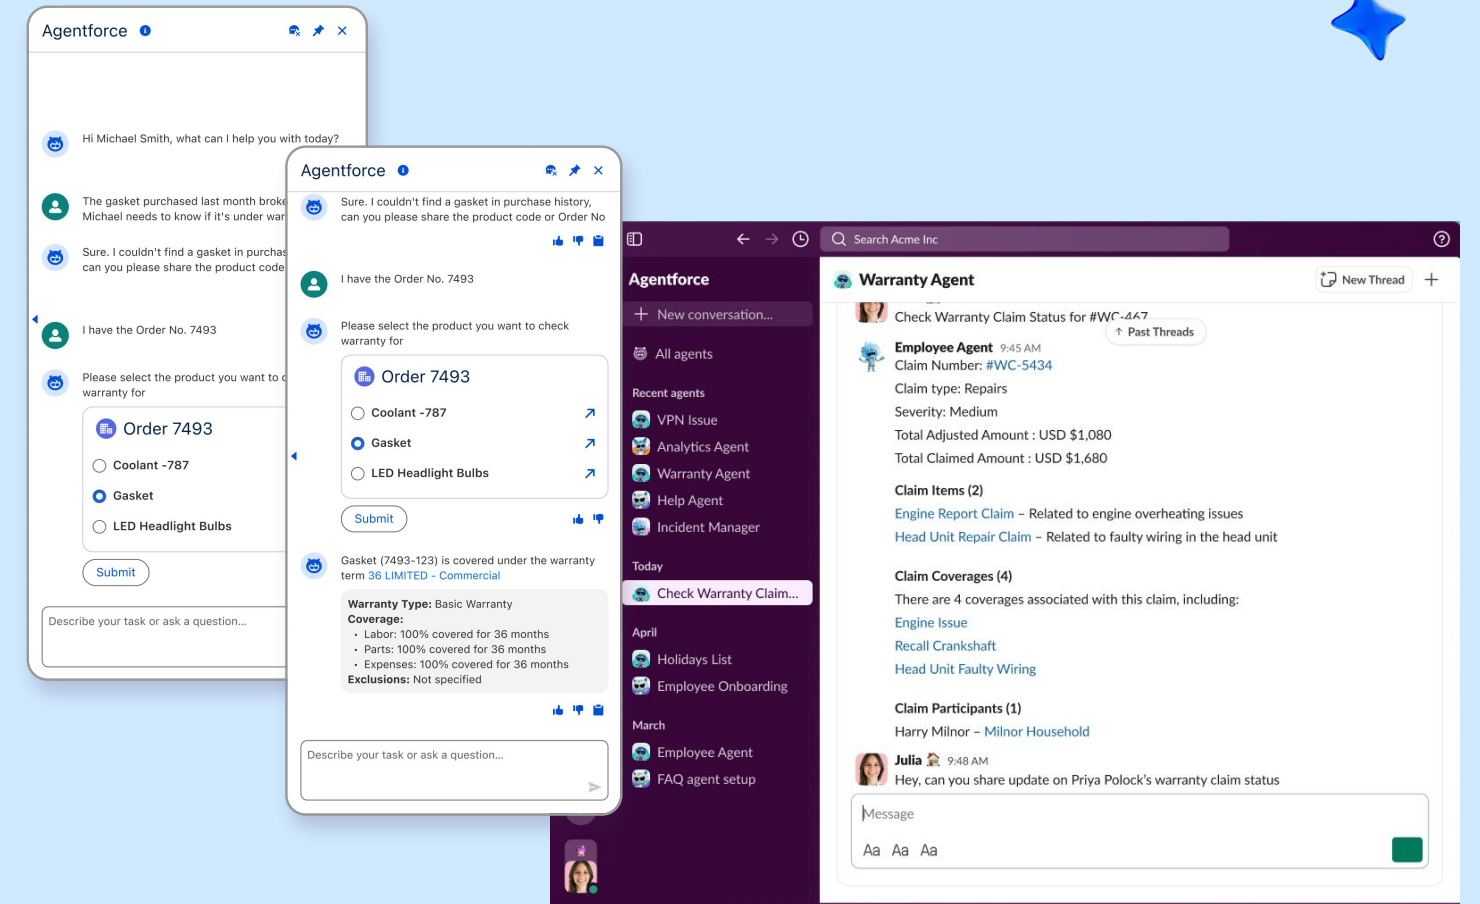 Agentforce
Hi Michael Smith, what can I help you with today?
The gasket purchased last month broke
Michael needs to know if it's under war
Sure. I couldn't find a gasket in purchas
can you please share the product code
I have the Order No. 7493
Please select the product you want to c
warranty for
Order 7493
Coolant -787
Gasket
LED Headlight Bulbs
Submit
Describe your task or ask a question...
Agentforce
Sure. I couldn't find a gasket in purchase history,
can you please share the product code or Order No
I have the Order No. 7493
Please select the product you want to check
warranty for
Order 7493
Coolant -787
Gasket
LED Headlight Bulbs
Submit
Gasket (7493-123) is covered under the warranty
term 36 LIMITED - Commercial
Warranty Type: Basic Warranty
Coverage:
• Labor: 100% covered for 36 months
• Parts: 100% covered for 36 months
• Expenses: 100% covered for 36 months
Exclusions: Not specified
Describe your task or ask a question...
Search Acme Inc
Agentforce
New conversation...
All agents
Recent agents
VPN Issue
Analytics Agent
Warranty Agent
Help Agent
Incident Manager
Today
Check Warranty Claim...
April
Holidays List
Employee Onboarding
March
Employee Agent
FAQ agent setup
Warranty Agent
New Thread
Check Warranty Claim Status for #WC-467
↑ Past Threads
Employee Agent 9:45 AM
Claim Number: #WC-5434
Claim type: Repairs
Severity: Medium
Total Adjusted Amount : USD $1,080
Total Claimed Amount : USD $1,680
Claim Items (2)
Engine Report Claim – Related to engine overheating issues
Head Unit Repair Claim – Related to faulty wiring in the head unit
Claim Coverages (4)
There are 4 coverages associated with this claim, including:
Engine Issue
Recall Crankshaft
Head Unit Faulty Wiring
Claim Participants (1)
Harry Milnor – Milnor Household
Julia 9:48 AM
Hey, can you share update on Priya Polock's warranty claim status
Message
Aa Aa Aa